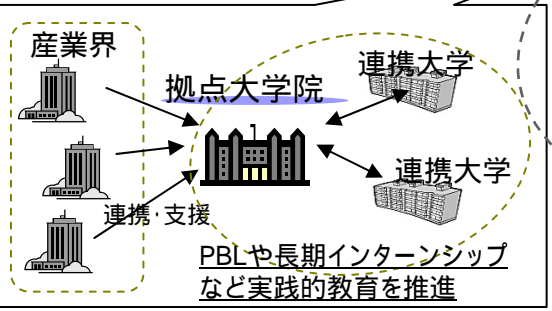 産業界
連携大学
拠点大学院
連携大学
連携・支援
PBLや長期インターンシップ
など実践的教育を推進